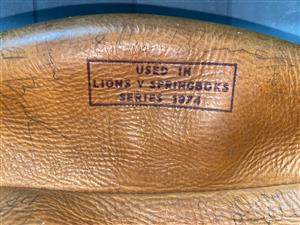 USED IN
LIONS V SPRINGBOKS
SERIES 1974